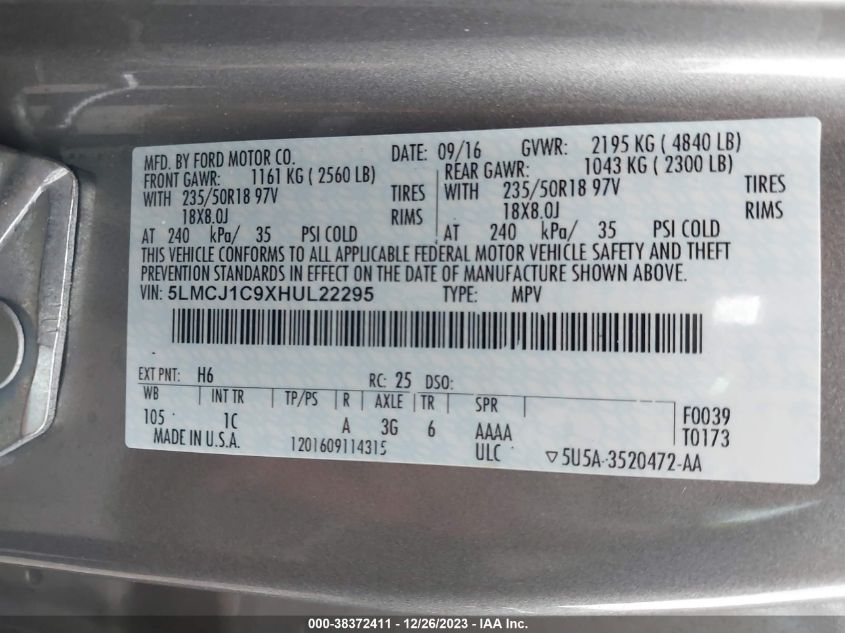 MFD. BY FORD MOTOR CO. DATE: 09/16 GVWR: 2195 KG ( 4840 LB)
FRONT GAWR: 1161 KG ( 2560 LB) REAR GAWR: 1043 KG ( 2300 LB)
WITH 235/50R18 97V TIRES WITH 235/50R18 97V TIRES
18X8.0J RIMS 18X8.0J RIMS
AT 240 kPa/ 35 PSI COLD AT 240 kPa/ 35 PSI COLD
THIS VEHICLE CONFORMS TO ALL APPLICABLE FEDERAL MOTOR VEHICLE SAFETY AND THEFT
PREVENTION STANDARDS IN EFFECT ON THE DATE OF MANUFACTURE SHOWN ABOVE.
VIN: 5LMCJ1C9XHUL22295 TYPE: MPV
EXT PNT: H6 RC: 25 DSO:
WB INT TR TP/PS R AXLE TR SPR F0039
105 1C A 3G 6 AAAA T0173
MADE IN U.S.A. 1201609114315 ULC ▽5U5A-3520472-AA
000-38372411 - 12/26/2023 - IAA Inc.